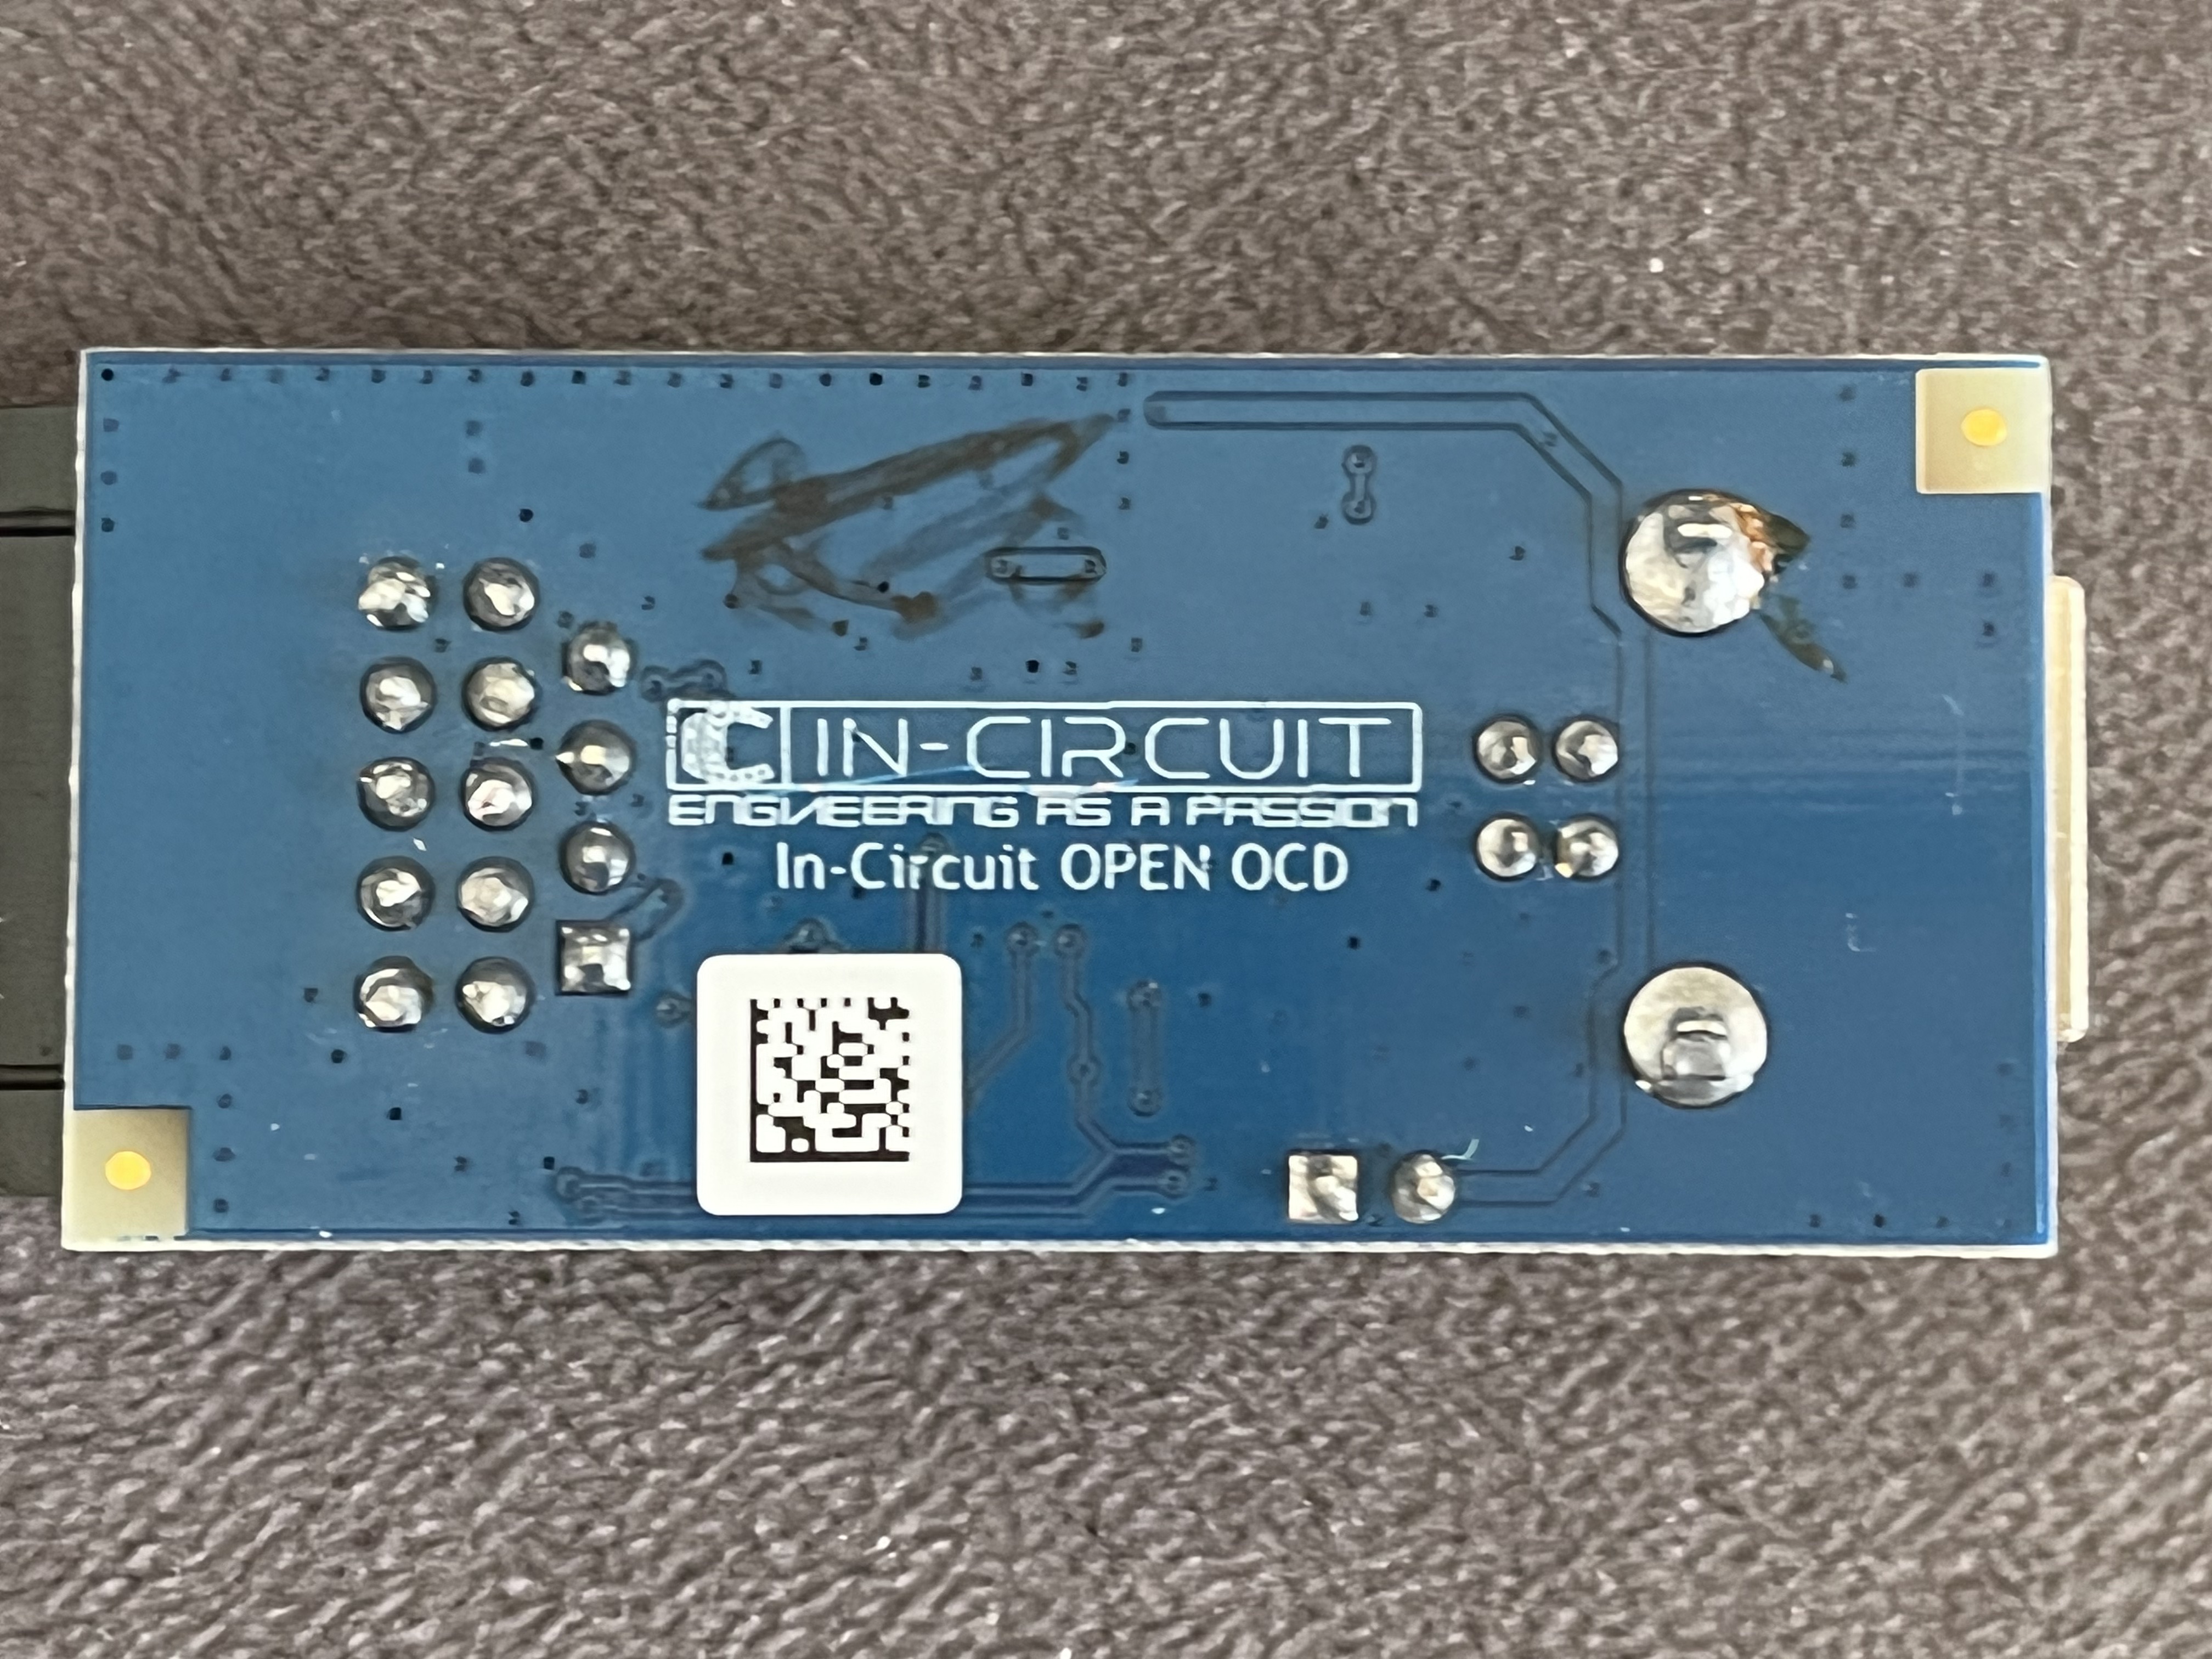 IN-CIRCUIT
ENGINEERING AS A PASSION
In-Circuit OPEN OCD